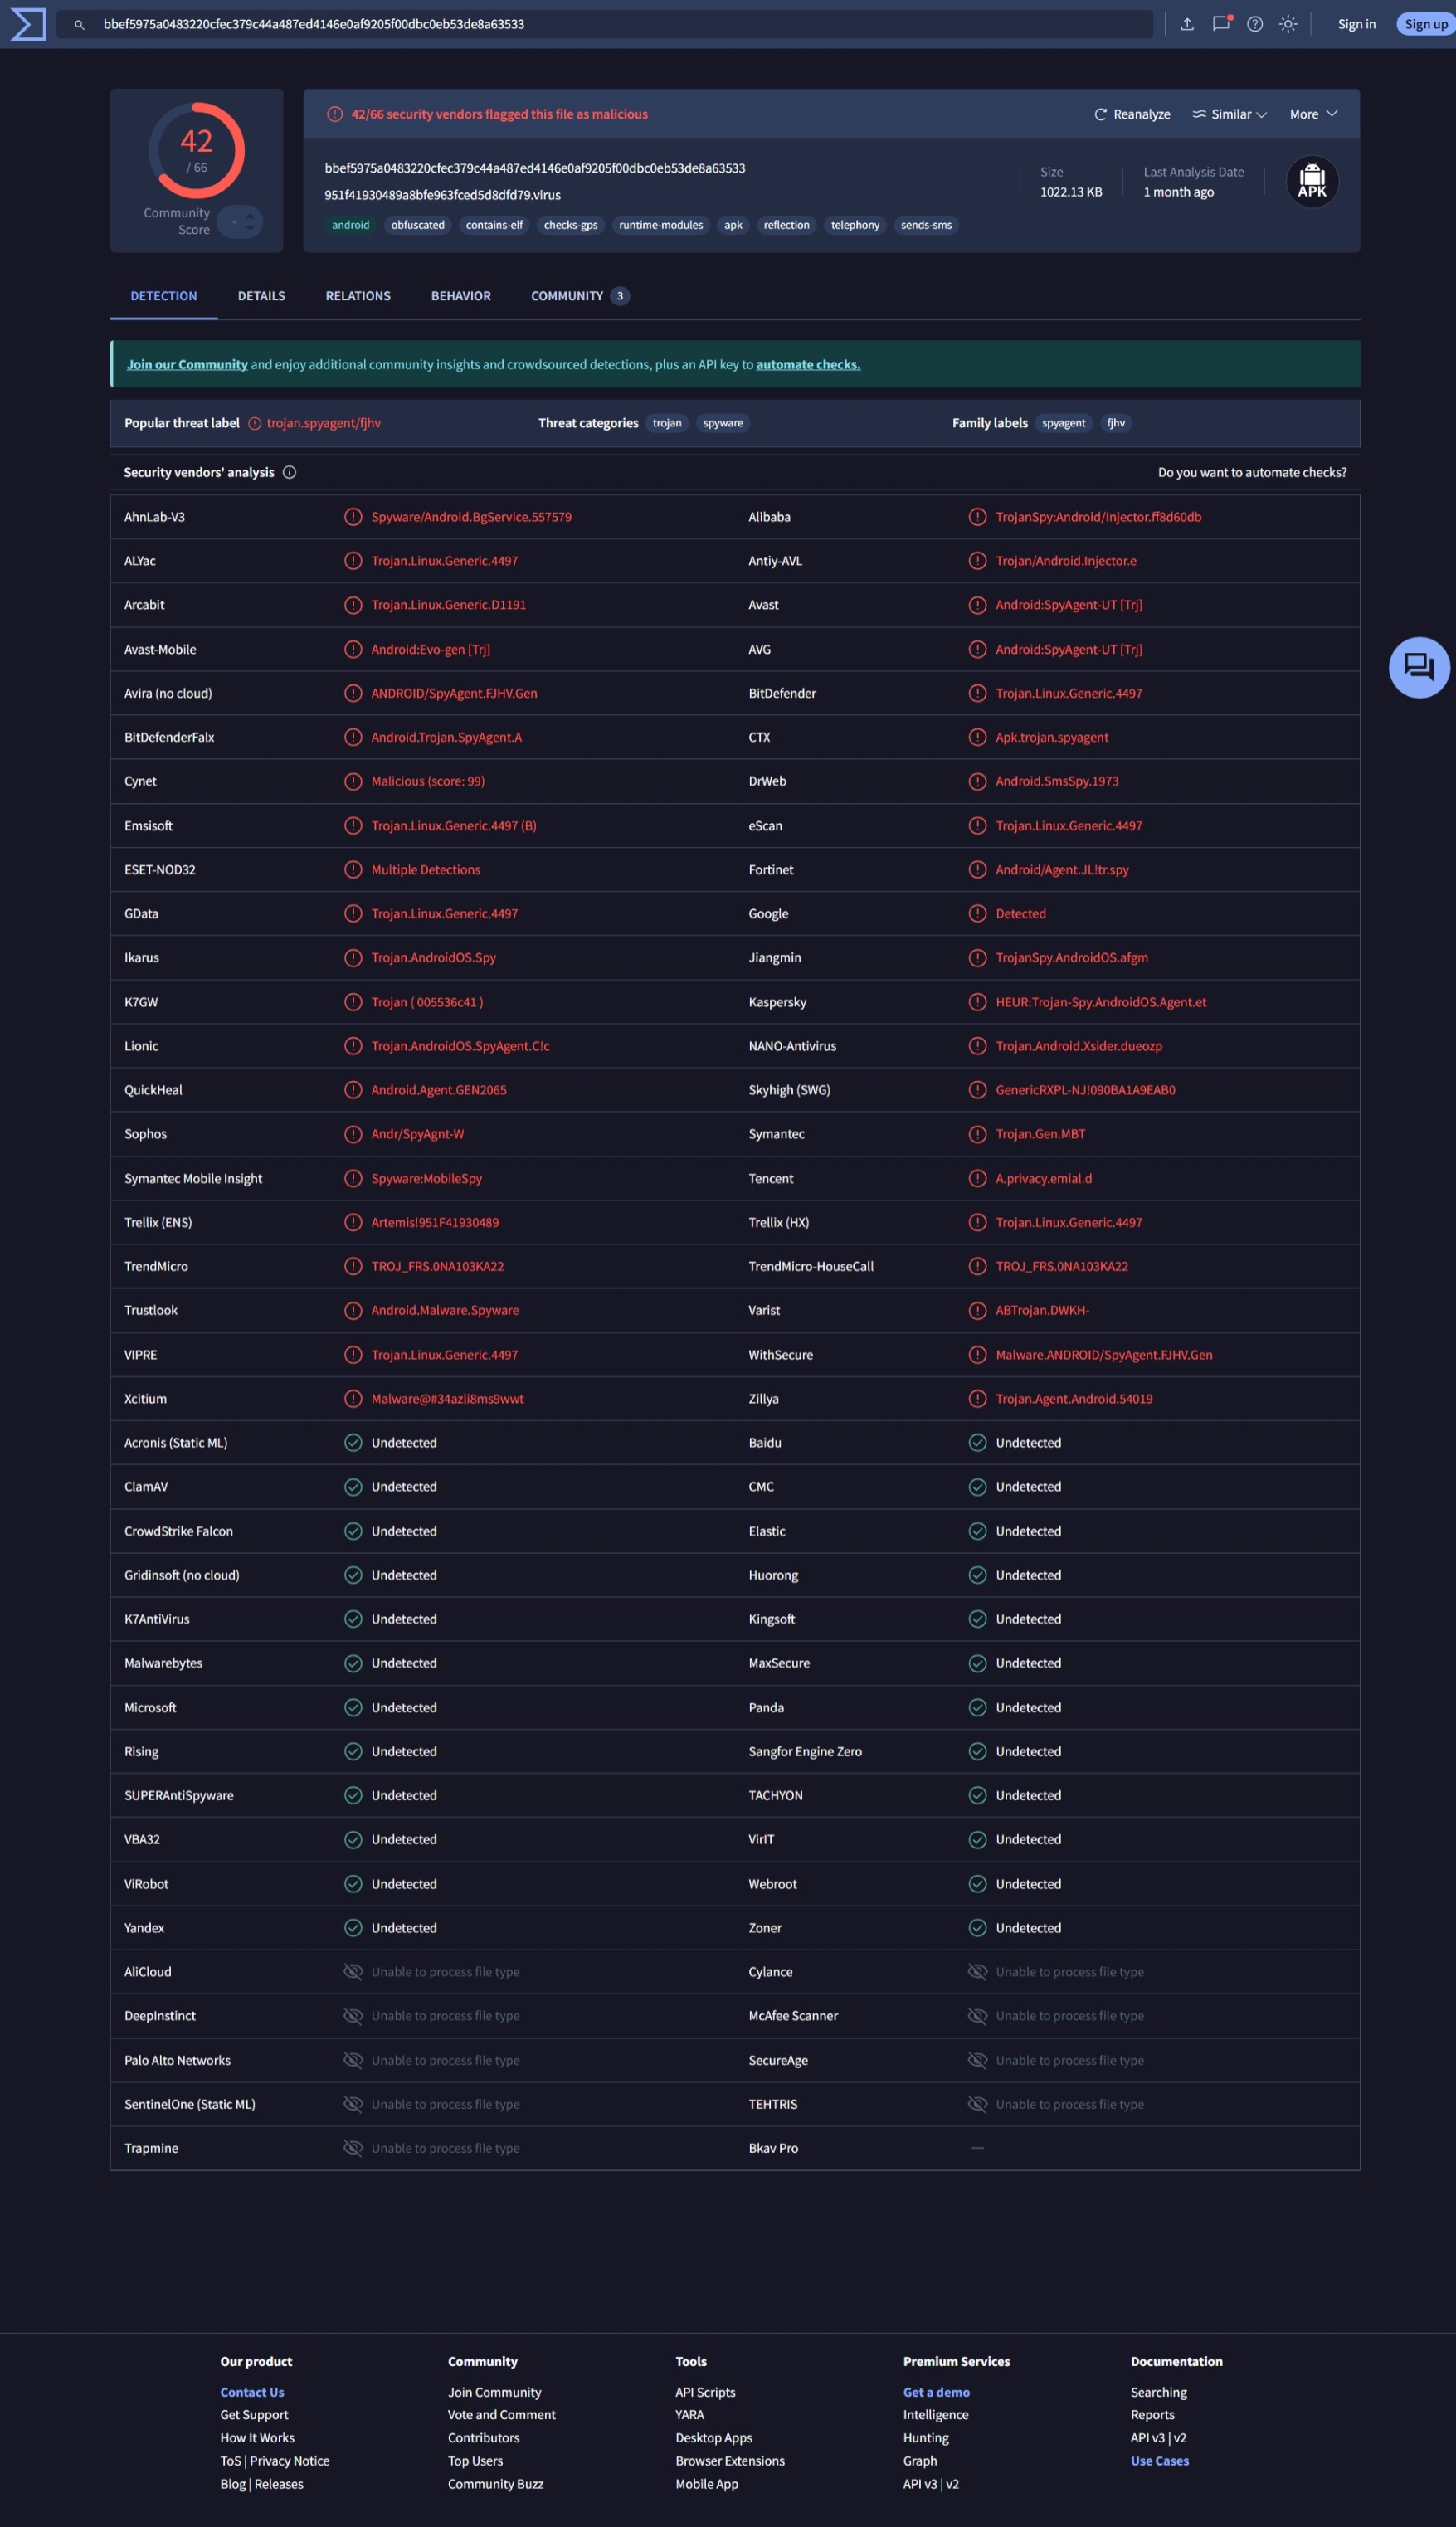 bbef5975a0483220cfec379c44a487ed4146e0af9205f00dbc0eb53de8a63533
Sign in
Sign up
42
/ 66
Community
Score
42/66 security vendors flagged this file as malicious
Reanalyze
Similar
More
bbef5975a0483220cfec379c44a487ed4146e0af9205f00dbc0eb53de8a63533
951f41930489a8bfe963fced5d8dfd79.virus
android obfuscated contains-elf checks-gps runtime-modules apk reflection telephony sends-sms
Size
1022.13 KB
Last Analysis Date
1 month ago
APK
DETECTION DETAILS RELATIONS BEHAVIOR COMMUNITY 3
Join our Community and enjoy additional community insights and crowdsourced detections, plus an API key to automate checks.
Popular threat label trojan.spyagent/fjhv Threat categories trojan spyware Family labels spyagent fjhv
Security vendors' analysis Do you want to automate checks?
AhnLab-V3 Spyware/Android.BgService.557579 Alibaba TrojanSpy:Android/Injector.ff8d60db
ALYac Trojan.Linux.Generic.4497 Antiy-AVL Trojan/Android.Injector.e
Arcabit Trojan.Linux.Generic.D1191 Avast Android:SpyAgent-UT [Trj]
Avast-Mobile Android:Evo-gen [Trj] AVG Android:SpyAgent-UT [Trj]
Avira (no cloud) ANDROID/SpyAgent.FJHV.Gen BitDefender Trojan.Linux.Generic.4497
BitDefenderFalx Android.Trojan.SpyAgent.A CTX Apk.trojan.spyagent
Cynet Malicious (score: 99) DrWeb Android.SmsSpy.1973
Emsisoft Trojan.Linux.Generic.4497 (B) eScan Trojan.Linux.Generic.4497
ESET-NOD32 Multiple Detections Fortinet Android/Agent.JL!tr.spy
GData Trojan.Linux.Generic.4497 Google Detected
Ikarus Trojan.AndroidOS.Spy Jiangmin TrojanSpy.AndroidOS.afgm
K7GW Trojan ( 005536c41 ) Kaspersky HEUR:Trojan-Spy.AndroidOS.Agent.et
Lionic Trojan.AndroidOS.SpyAgent.C!c NANO-Antivirus Trojan.Android.Xsider.dueozp
QuickHeal Android.Agent.GEN2065 Skyhigh (SWG) GenericRXPL-NJ!090BA1A9EAB0
Sophos Andr/SpyAgnt-W Symantec Trojan.Gen.MBT
Symantec Mobile Insight Spyware:MobileSpy Tencent A.privacy.emial.d
Trellix (ENS) Artemis!951F41930489 Trellix (HX) Trojan.Linux.Generic.4497
TrendMicro TROJ_FRS.0NA103KA22 TrendMicro-HouseCall TROJ_FRS.0NA103KA22
Trustlook Android.Malware.Spyware Varist ABTrojan.DWKH-
VIPRE Trojan.Linux.Generic.4497 WithSecure Malware.ANDROID/SpyAgent.FJHV.Gen
Xcitium Malware@#34azli8ms9wwt Zillya Trojan.Agent.Android.54019
Acronis (Static ML) Undetected Baidu Undetected
ClamAV Undetected CMC Undetected
CrowdStrike Falcon Undetected Elastic Undetected
Gridinsoft (no cloud) Undetected Huorong Undetected
K7AntiVirus Undetected Kingsoft Undetected
Malwarebytes Undetected MaxSecure Undetected
Microsoft Undetected Panda Undetected
Rising Undetected Sangfor Engine Zero Undetected
SUPERAntiSpyware Undetected TACHYON Undetected
VBA32 Undetected VirIT Undetected
ViRobot Undetected Webroot Undetected
Yandex Undetected Zoner Undetected
AliCloud Unable to process file type Cylance Unable to process file type
DeepInstinct Unable to process file type McAfee Scanner Unable to process file type
Palo Alto Networks Unable to process file type SecureAge Unable to process file type
SentinelOne (Static ML) Unable to process file type TEHTRIS Unable to process file type
Trapmine Unable to process file type Bkav Pro —
Our product Community Tools Premium Services Documentation
Contact Us Join Community API Scripts Get a demo Searching
Get Support Vote and Comment YARA Intelligence Reports
How It Works Contributors Desktop Apps Hunting API v3 | v2
ToS | Privacy Notice Top Users Browser Extensions Graph Use Cases
Blog | Releases Community Buzz Mobile App API v3 | v2